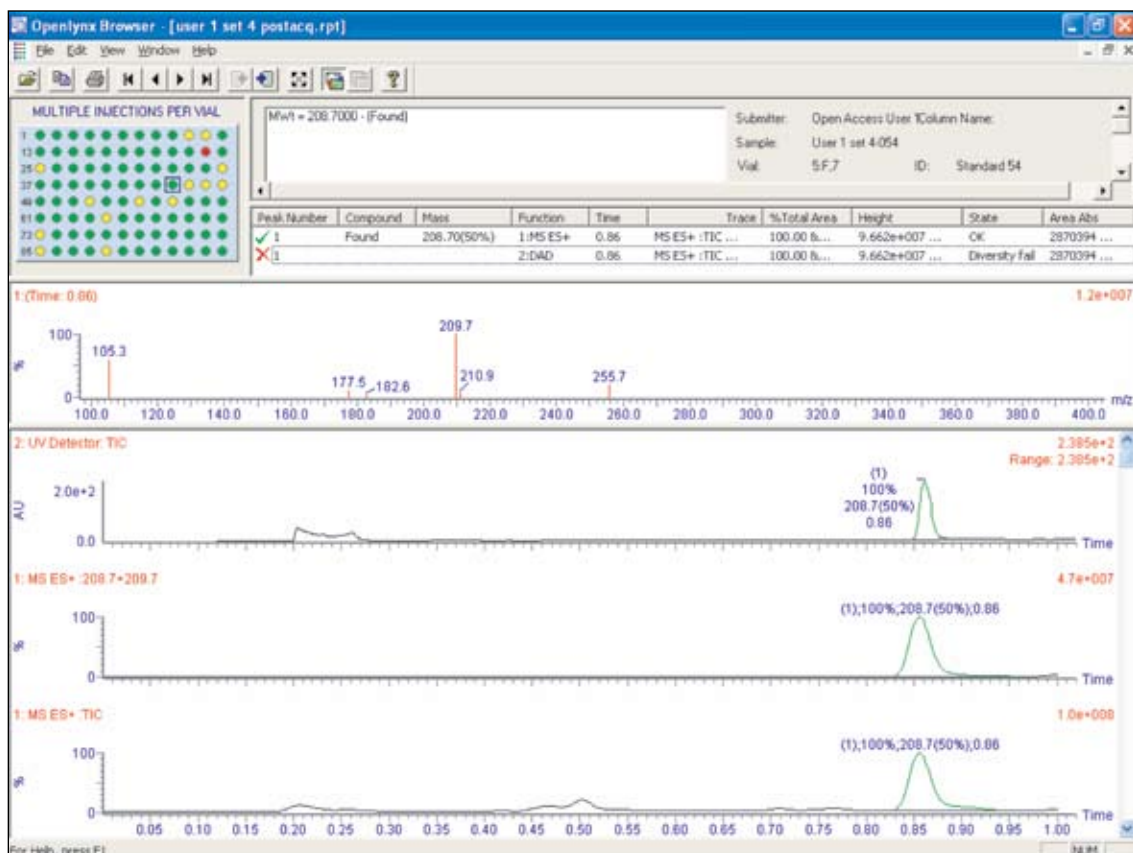 Openlynx Browser - [user 1 set 4 postacq.rpt]
File Edit View Window Help
MULTIPLE INJECTIONS PER VIAL
1
13
25
37
49
61
73
85
MWt = 208.7000 - (Found)
Submitter: Open Access User 1Column Name:
Sample: User 1 set 4-054
Vial: 5:F,7 ID: Standard 54
Peak Number Compound Mass Function Time Trace %Total Area Height State Area Abs
1 Found 208.70(50%) 1:MS ES+ 0.86 MS ES+ :TIC ... 100.00 &... 9.662e+007 ... OK 2870394 ...
1 2:DAD 0.86 MS ES+ :TIC ... 100.00 &... 9.662e+007 ... Diversity fail 2870394 ...
1:(Time: 0.86) 1.2e+007
209.7
100
105.3
%
177.5 182.6 210.9 255.7
0
100.0 120.0 140.0 160.0 180.0 200.0 220.0 240.0 260.0 280.0 300.0 320.0 340.0 360.0 380.0 400.0 m/z
2: UV Detector: TIC 2.385e+2
Range: 2.385e+2
(1)
100%
208.7(50%)
0.86
2.0e+2
AU
0.0
Time
1: MS ES+ :208.7+209.7 4.7e+007
(1);100%;208.7(50%);0.86
100
%
0
Time
1: MS ES+ :TIC 1.0e+008
(1);100%;208.7(50%);0.86
100
%
0
Time
0.05 0.10 0.15 0.20 0.25 0.30 0.35 0.40 0.45 0.50 0.55 0.60 0.65 0.70 0.75 0.80 0.85 0.90 0.95 1.00
For Help, press F1 NUM